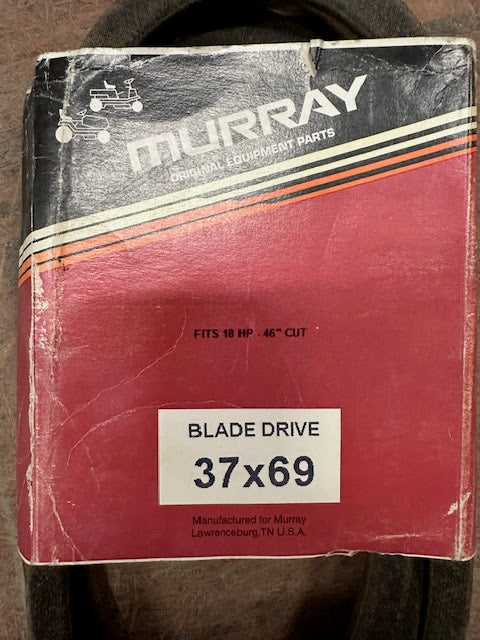 MURRAY
ORIGINAL EQUIPMENT PARTS
FITS 18 HP - 46" CUT
BLADE DRIVE
37x69
Manufactured for Murray
Lawrenceburg,TN U.S.A.